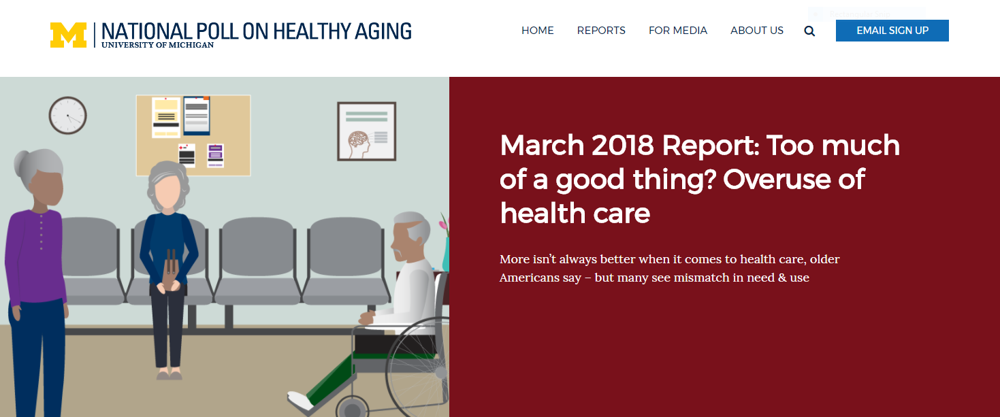 M
NATIONAL POLL ON HEALTHY AGING
UNIVERSITY OF MICHIGAN
HOME REPORTS FOR MEDIA ABOUT US EMAIL SIGN UP
Rectangular Snip
March 2018 Report: Too much
of a good thing? Overuse of
health care
More isn’t always better when it comes to health care, older
Americans say – but many see mismatch in need & use